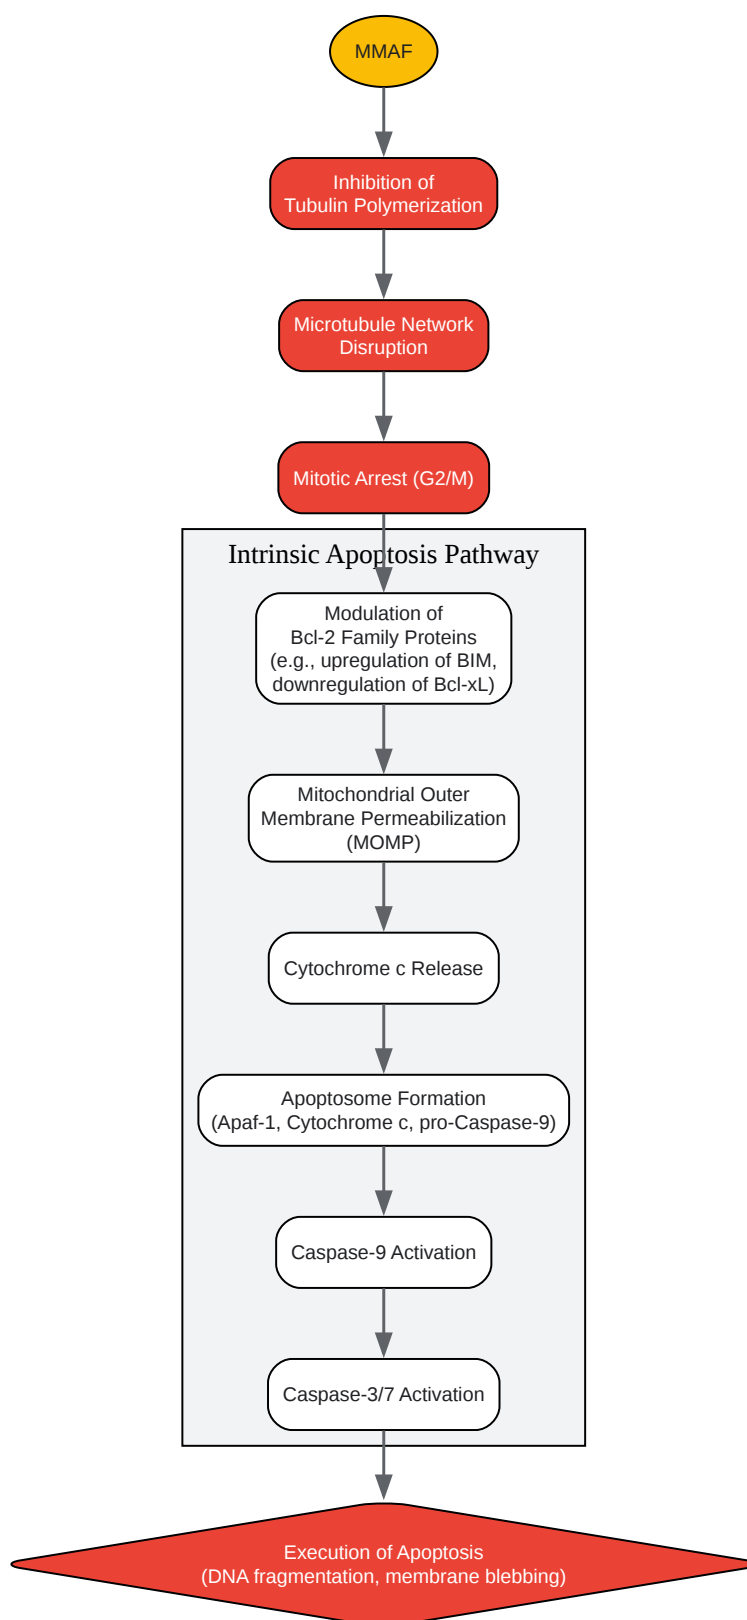 MMAF
Inhibition of
Tubulin Polymerization
Microtubule Network
Disruption
Mitotic Arrest (G2/M)
Intrinsic Apoptosis Pathway
Modulation of
Bcl-2 Family Proteins
(e.g., upregulation of BIM,
downregulation of Bcl-xL)
Mitochondrial Outer
Membrane Permeabilization
(MOMP)
Cytochrome c Release
Apoptosome Formation
(Apaf-1, Cytochrome c, pro-Caspase-9)
Caspase-9 Activation
Caspase-3/7 Activation
Execution of Apoptosis
(DNA fragmentation, membrane blebbing)